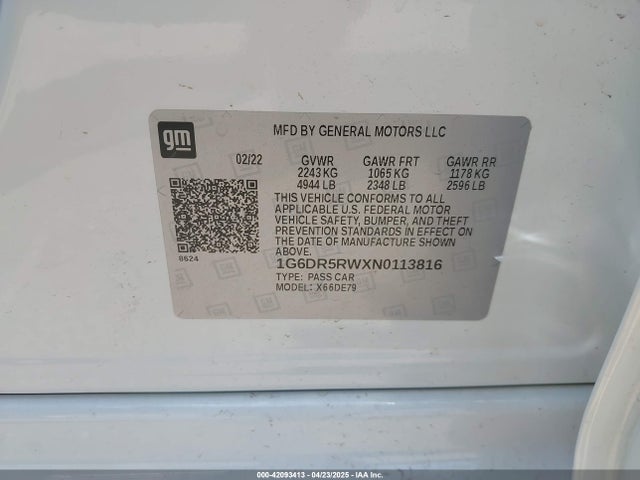 gm
MFD BY GENERAL MOTORS LLC
02/22 GVWR GAWR FRT GAWR RR
2243 KG 1065 KG 1178 KG
4944 LB 2348 LB 2596 LB
THIS VEHICLE CONFORMS TO ALL
APPLICABLE U.S. FEDERAL MOTOR
VEHICLE SAFETY, BUMPER, AND THEFT
PREVENTION STANDARDS IN EFFECT
ON THE DATE OF MANUFACTURE SHOWN
ABOVE.
8624
1G6DR5RWXN0113816
TYPE: PASS CAR
MODEL: X66DE79
000-42093413 - 04/23/2025 - IAAI.COM